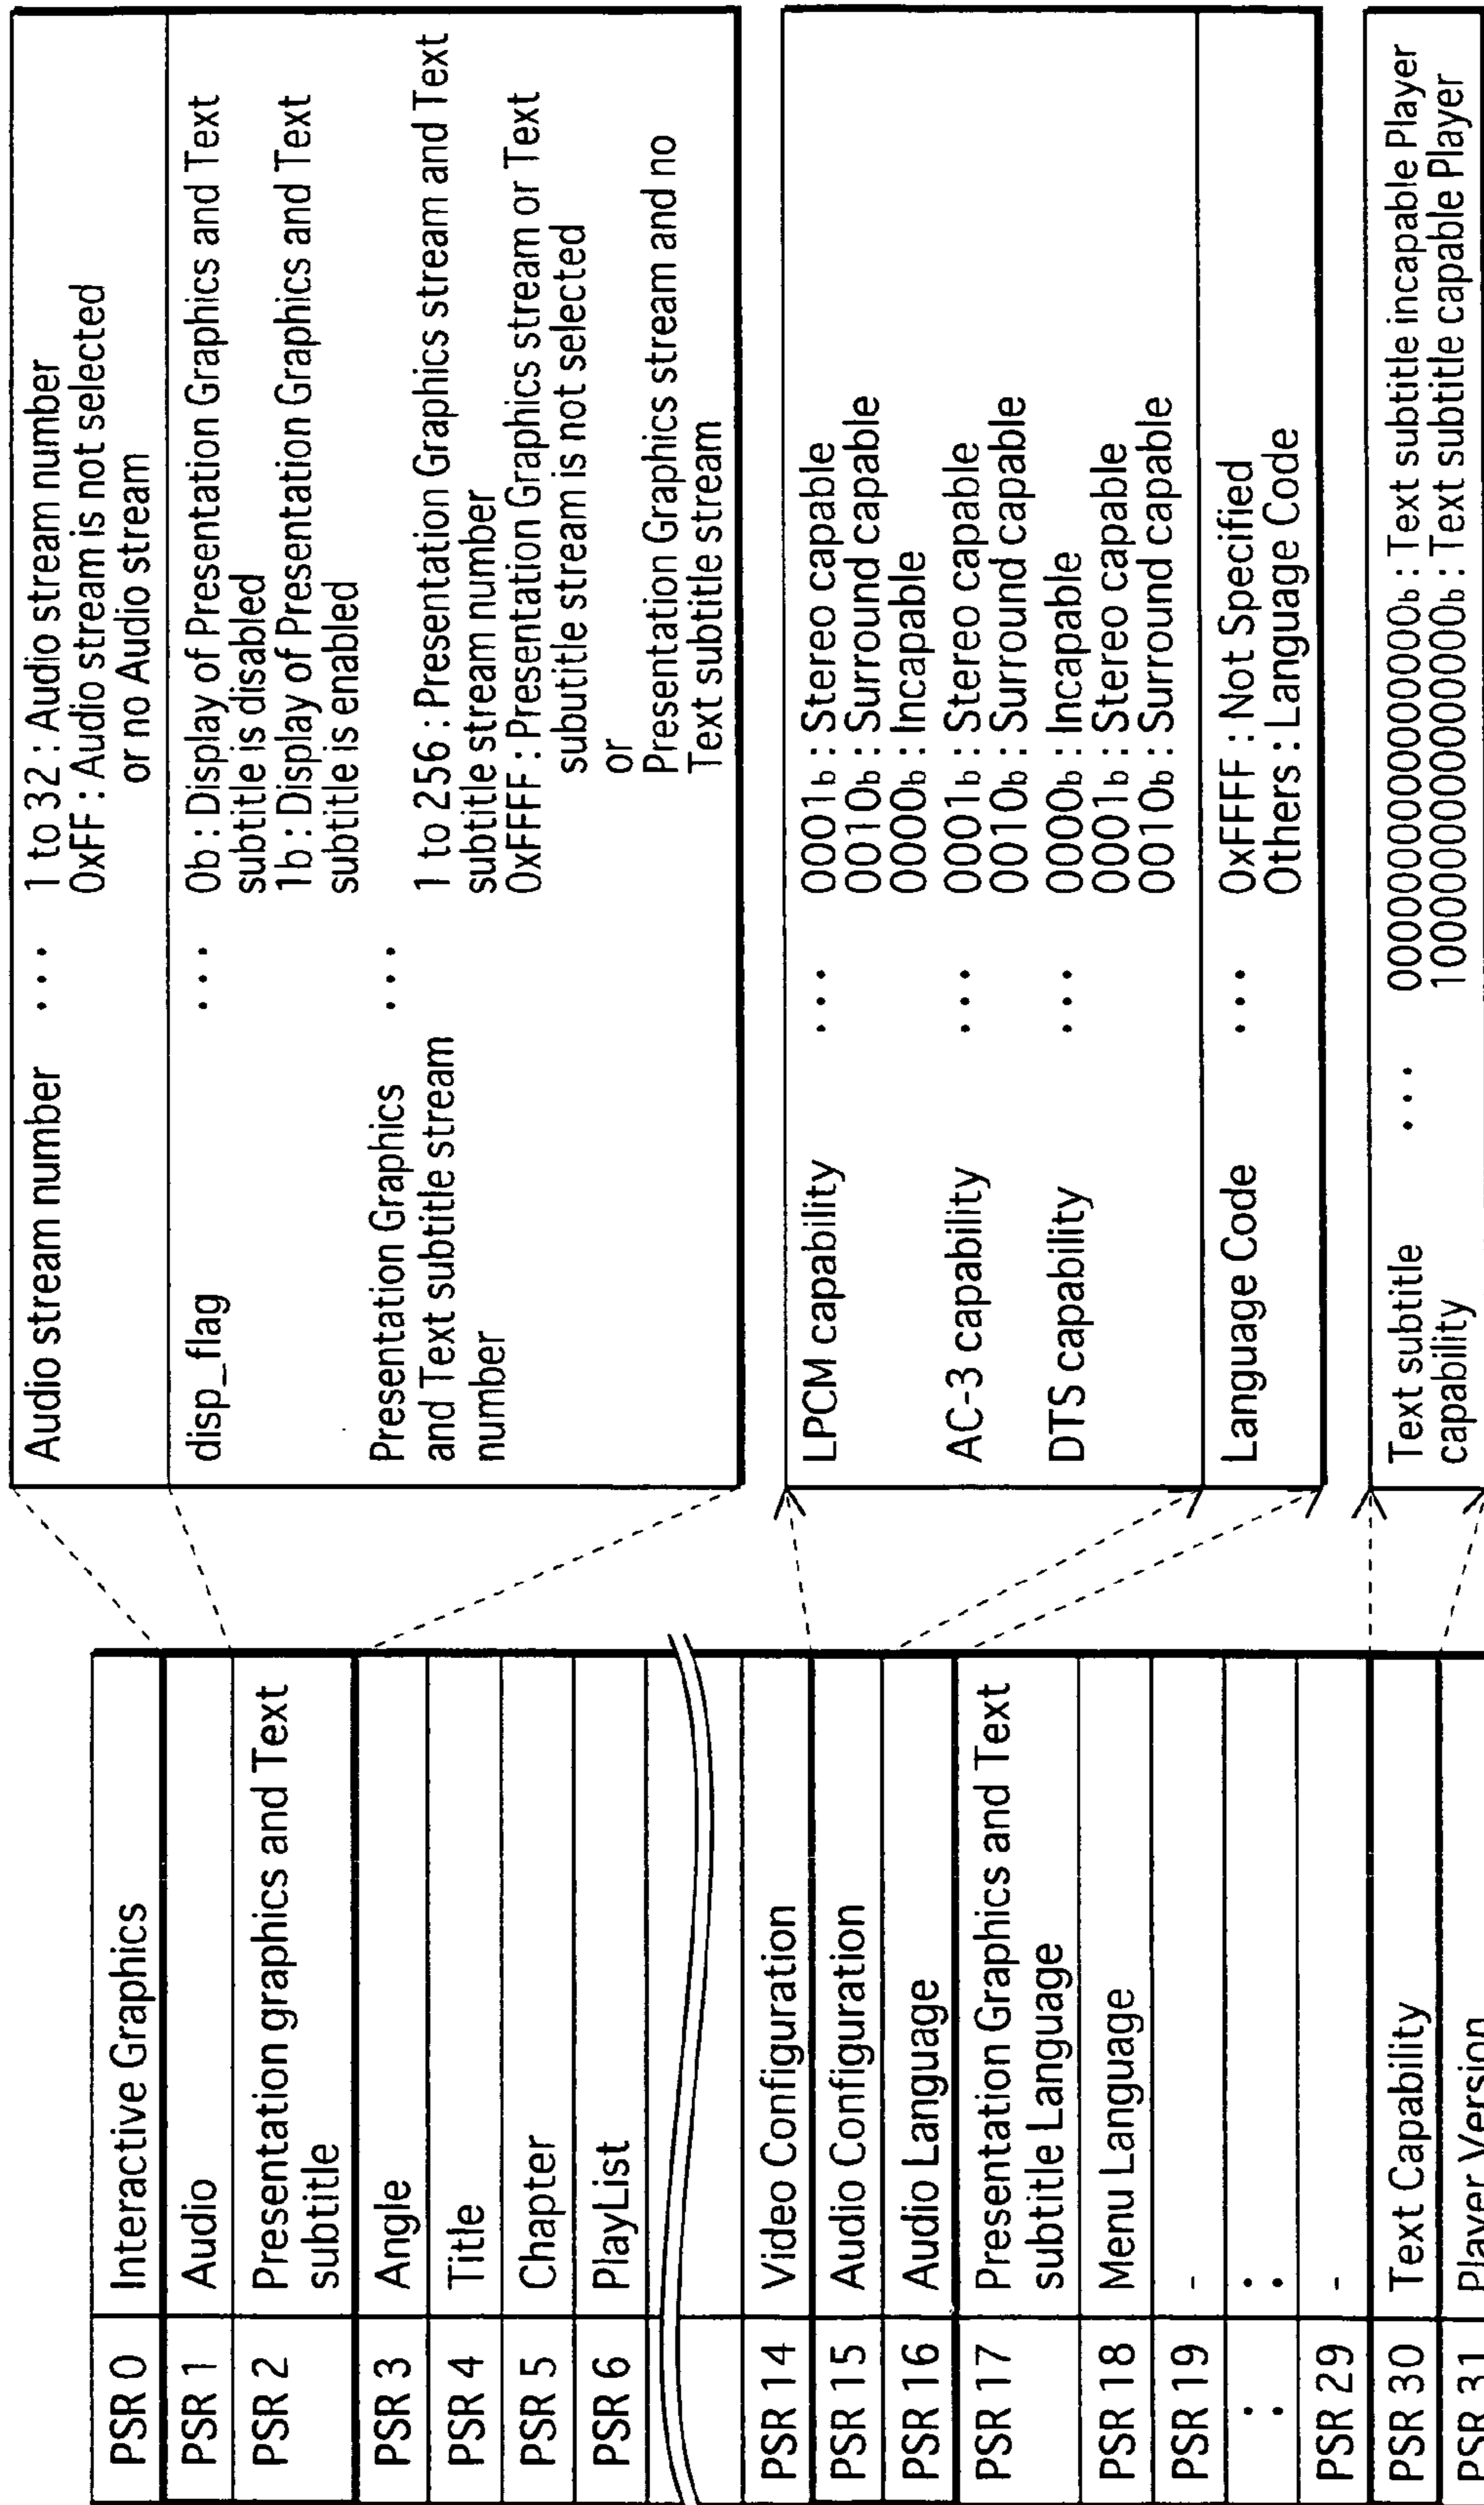 PSR 0 Interactive Graphics
PSR 1 Audio
PSR 2 Presentation graphics and Text
subtitle
PSR 3 Angle
PSR 4 Title
PSR 5 Chapter
PSR 6 PlayList
PSR 14 Video Configuration
PSR 15 Audio Configuration
PSR 16 Audio Language
PSR 17 Presentation Graphics and Text
subtitle Language
PSR 18 Menu Language
PSR 19 -
: :
PSR 29 -
PSR 30 Text Capability
PSR 31 Player Version
Audio stream number ... 1 to 32 : Audio stream number
0xFF : Audio stream is not selected
or no Audio stream
disp_flag ... 0b : Display of Presentation Graphics and Text
subtitle is disabled
1b : Display of Presentation Graphics and Text
subtitle is enabled
Presentation Graphics ... 1 to 256 : Presentation Graphics stream and Text
and Text subtitle stream subtitle stream number
number 0xFFF : Presentation Graphics stream or Text
subutitle stream is not selected
or
Presentation Graphics stream and no
Text subtitle stream
LPCM capability ... 0001b : Stereo capable
0010b : Surround capable
0000b : Incapable
AC-3 capability ... 0001b : Stereo capable
0010b : Surround capable
DTS capability ... 0000b : Incapable
0001b : Stereo capable
0010b : Surround capable
Language Code ... 0xFFFF : Not Specified
Others : Language Code
Text subtitle ... : Text subtitle incapable Player
capability : Text subtitle capable Player